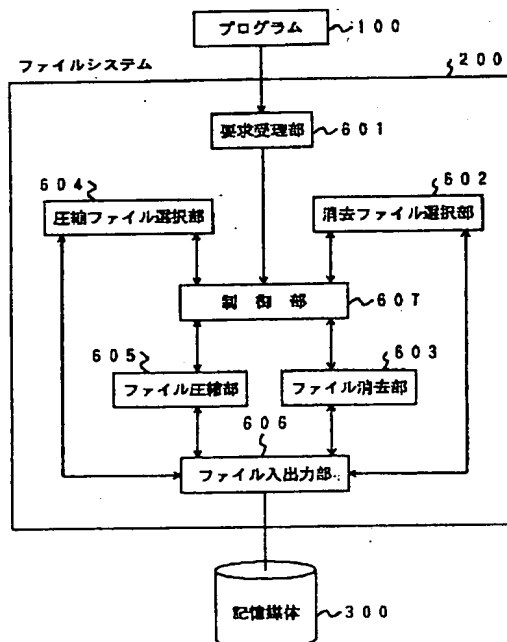 プログラム 100
ファイルシステム 200
要求受理部 601
604 602
圧縮ファイル選択部 消去ファイル選択部
制御部 607
605 603
ファイル圧縮部 ファイル消去部
606
ファイル入出力部
記憶媒体 300